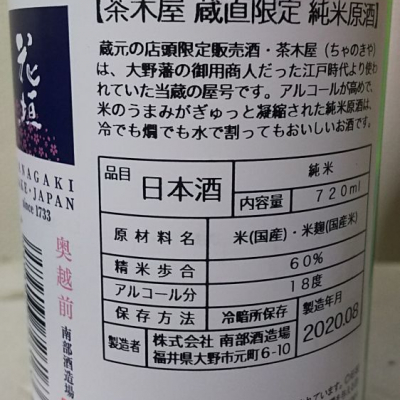 【茶木屋 蔵直限定 純米原酒】
蔵元の店頭限定販売酒・茶木屋(ちゃのきや)
は、大野藩の御用商人だった江戸時代より使わ
れていた当蔵の屋号です。アルコールが高めで、
米のうまみがぎゅっと凝縮された純米原酒は、
冷でも燗でも水で割ってもおいしいお酒です。
品目 日本酒 純米
内容量 720ml
原材料名 米(国産)・米麹(国産米)
精米歩合 60%
アルコール分 18度
保存方法 冷暗所保存 製造年月 2020.08
製造者 株式会社 南部酒造場
福井県大野市元町6-10
花垣
NAGAKI
KE・JAPAN
since 1733
奥越前
南部酒造場